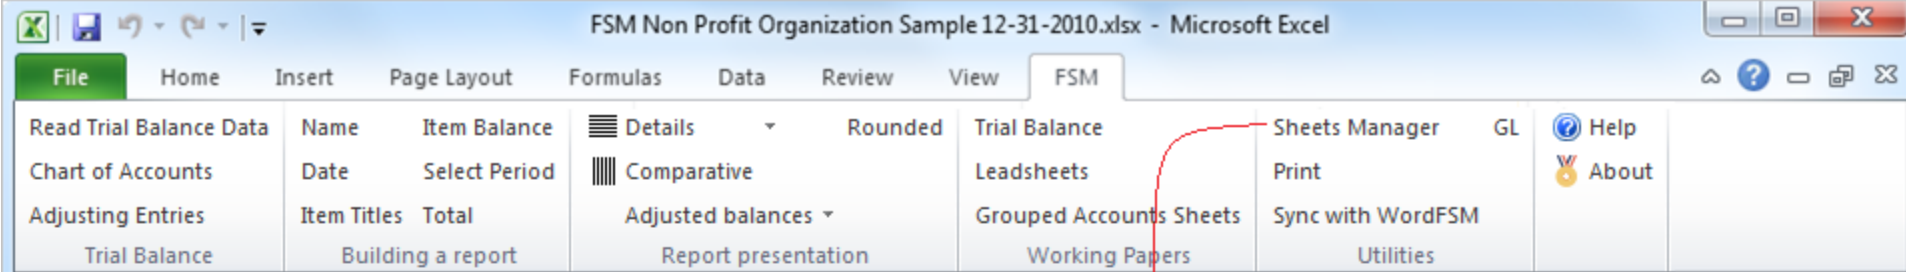 FSM Non Profit Organization Sample 12-31-2010.xlsx - Microsoft Excel
File Home Insert Page Layout Formulas Data Review View FSM
Read Trial Balance Data Name Item Balance Details Rounded Trial Balance Sheets Manager GL Help
Chart of Accounts Date Select Period Comparative Leadsheets Print About
Adjusting Entries Item Titles Total Adjusted balances Grouped Accounts Sheets Sync with WordFSM
Trial Balance Building a report Report presentation Working Papers Utilities